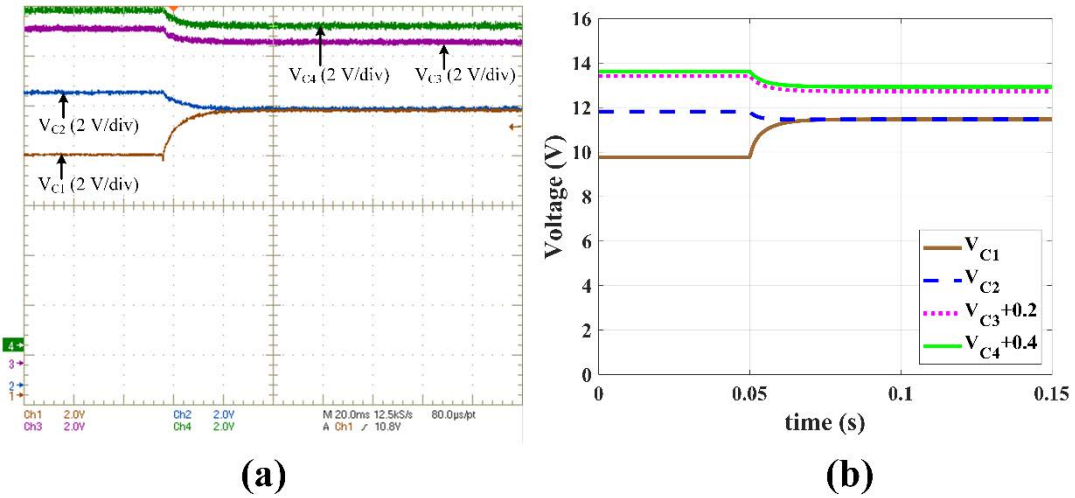 V_C4 (2 V/div)
V_C3 (2 V/div)
V_C2 (2 V/div)
V_C1 (2 V/div)
4
3
2
1
Ch1 2.0V Ch2 2.0V M 20.0ms 12.5kS/s 80.0µs/pt
Ch3 2.0V Ch4 2.0V A Ch1 / 10.8V
(a)
16
14
12
10
8
6
4
2
0
Voltage (V)
V_C1
V_C2
V_C3+0.2
V_C4+0.4
0 0.05 0.1 0.15
time (s)
(b)